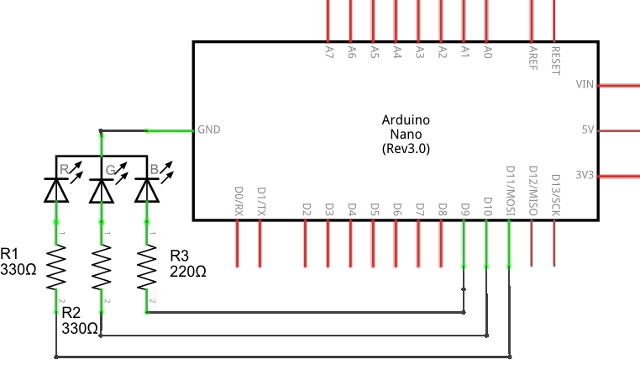 A7 A6 A5 A4 A3 A2 A1 A0 AREF RESET
VIN
Arduino
Nano
(Rev3.0)
GND
5V
3V3
R G B
D0/RX D1/TX D2 D3 D4 D5 D6 D7 D8 D9 D10 D11/MOSI D12/MISO D13/SCK
1 1 1
R1
330Ω
R3
220Ω
2 2 2
R2
330Ω